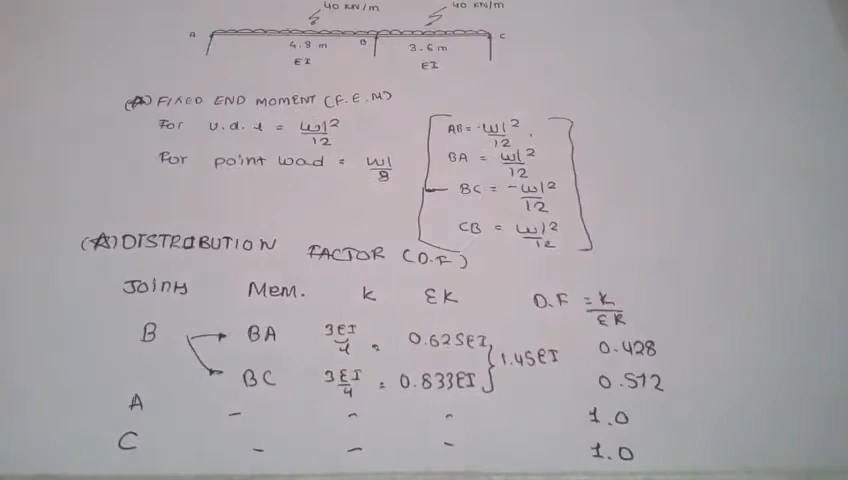 40 KN/m 40 KN/m
A B C
4.8 m 3.6 m
EI EI
(A) FIXED END MOMENT (F.E.M)
For u.d.l = wl²/12
For point load = wl/8
AB = -wl²/12
BA = wl²/12
BC = -wl²/12
CB = wl²/12
(A) DISTRIBUTION FACTOR (D.F)
Joints Mem. K ΣK D.F = K/ΣK
B BA 3EI/4 = 0.625EI 1.45EI 0.428
BC 3EI/4 = 0.833EI 0.572
A - - - 1.0
C - - - 1.0